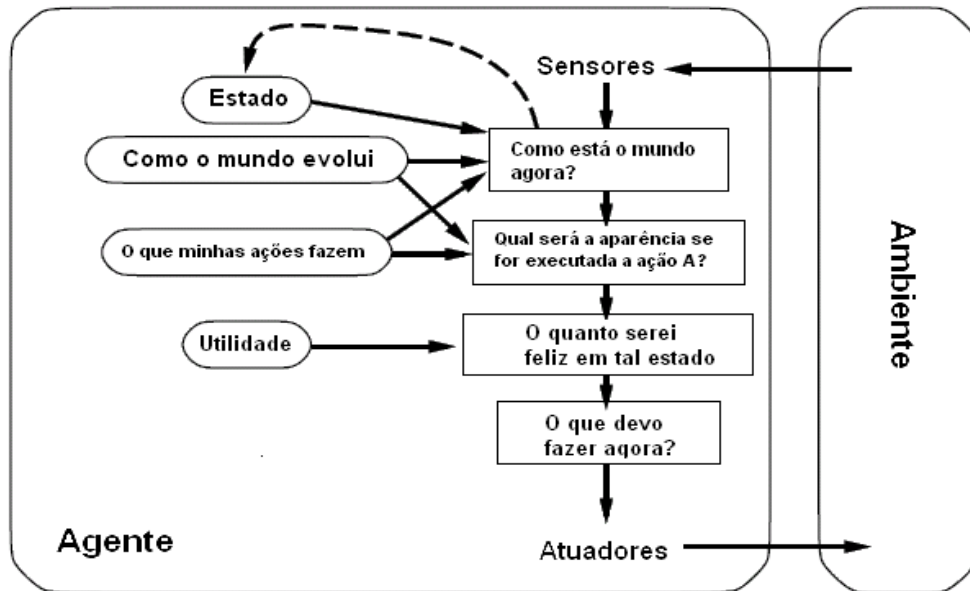 Sensores
Estado
Como o mundo evolui
Como está o mundo
agora?
O que minhas ações fazem
Qual será a aparência se
for executada a ação A?
Utilidade
O quanto serei
feliz em tal estado
O que devo
fazer agora?
Agente
Atuadores
Ambiente